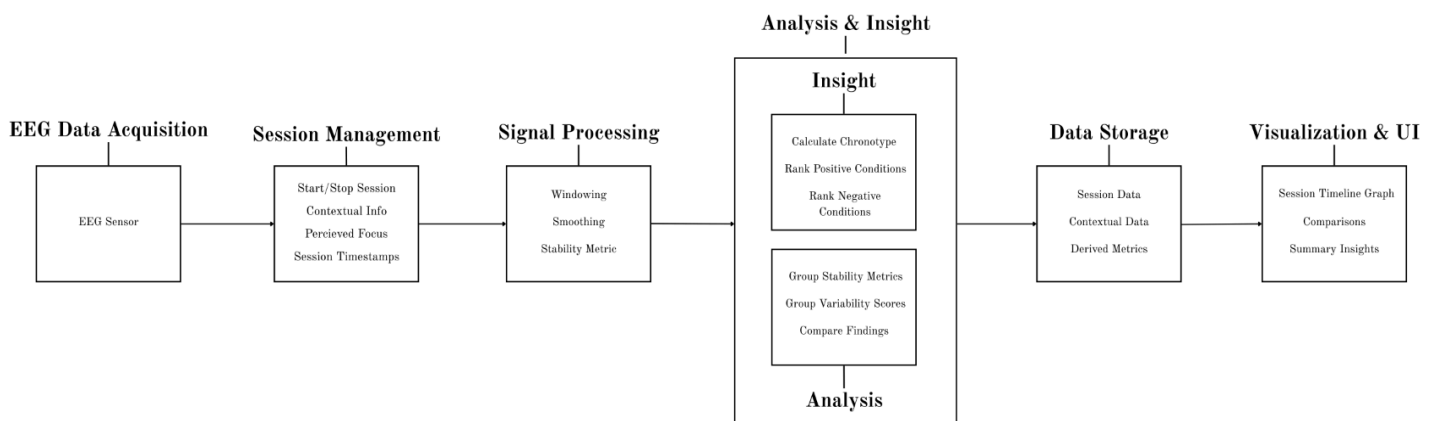 EEG Data Acquisition
EEG Sensor
Session Management
Start/Stop Session
Contextual Info
Percieved Focus
Session Timestamps
Signal Processing
Windowing
Smoothing
Stability Metric
Analysis & Insight
Insight
Calculate Chronotype
Rank Positive Conditions
Rank Negative
Conditions
Group Stability Metrics
Group Variability Scores
Compare Findings
Analysis
Data Storage
Session Data
Contextual Data
Derived Metrics
Visualization & UI
Session Timeline Graph
Comparisons
Summary Insights